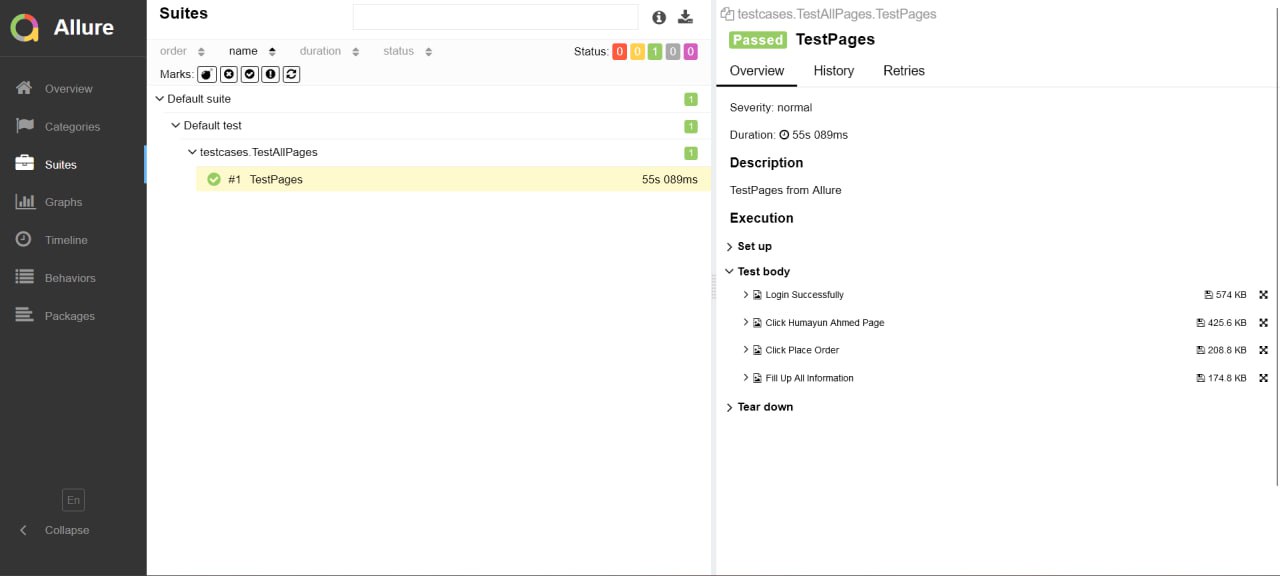 Allure
Overview
Categories
Suites
Graphs
Timeline
Behaviors
Packages
En
Collapse
Suites
order name duration status Status: 0 0 1 0 0
Marks:
Default suite 1
Default test 1
testcases.TestAllPages 1
#1 TestPages 55s 089ms
testcases.TestAllPages.TestPages
Passed TestPages
Overview History Retries
Severity: normal
Duration: 55s 089ms
Description
TestPages from Allure
Execution
Set up
Test body
Login Successfully 574 KB
Click Humayun Ahmed Page 425.6 KB
Click Place Order 208.8 KB
Fill Up All Information 174.8 KB
Tear down